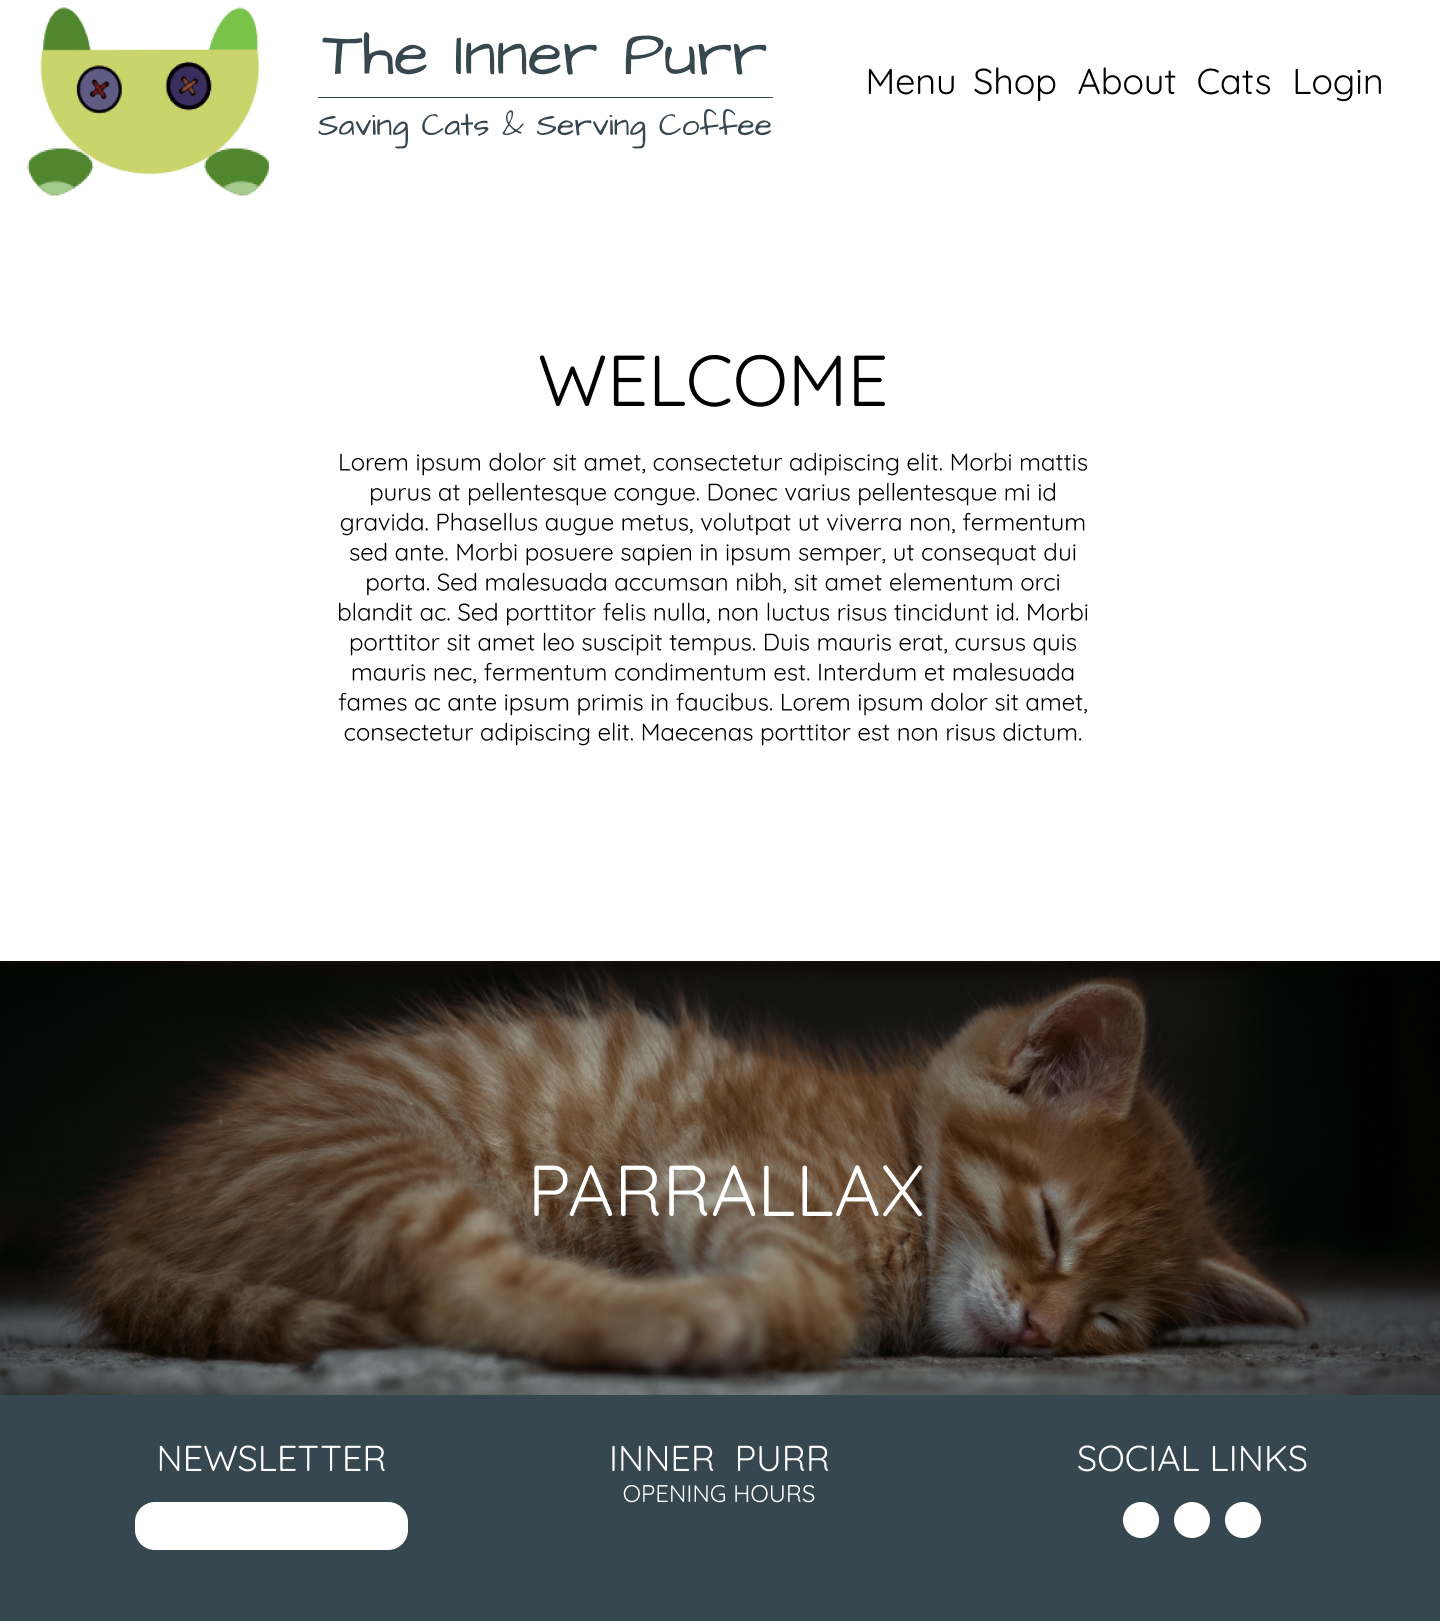 The Inner Purr
Saving Cats & Serving Coffee
Menu Shop About Cats Login
WELCOME
Lorem ipsum dolor sit amet, consectetur adipiscing elit. Morbi mattis
purus at pellentesque congue. Donec varius pellentesque mi id
gravida. Phasellus augue metus, volutpat ut viverra non, fermentum
sed ante. Morbi posuere sapien in ipsum semper, ut consequat dui
porta. Sed malesuada accumsan nibh, sit amet elementum orci
blandit ac. Sed porttitor felis nulla, non luctus risus tincidunt id. Morbi
porttitor sit amet leo suscipit tempus. Duis mauris erat, cursus quis
mauris nec, fermentum condimentum est. Interdum et malesuada
fames ac ante ipsum primis in faucibus. Lorem ipsum dolor sit amet,
consectetur adipiscing elit. Maecenas porttitor est non risus dictum.
PARRALLAX
NEWSLETTER
INNER PURR
OPENING HOURS
SOCIAL LINKS